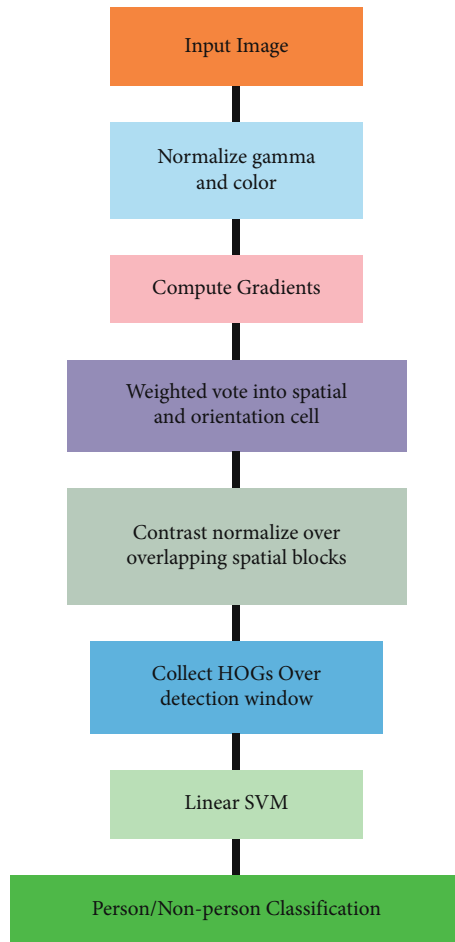 Input Image
Normalize gamma
and color
Compute Gradients
Weighted vote into spatial
and orientation cell
Contrast normalize over
overlapping spatial blocks
Collect HOGs Over
detection window
Linear SVM
Person/Non-person Classification